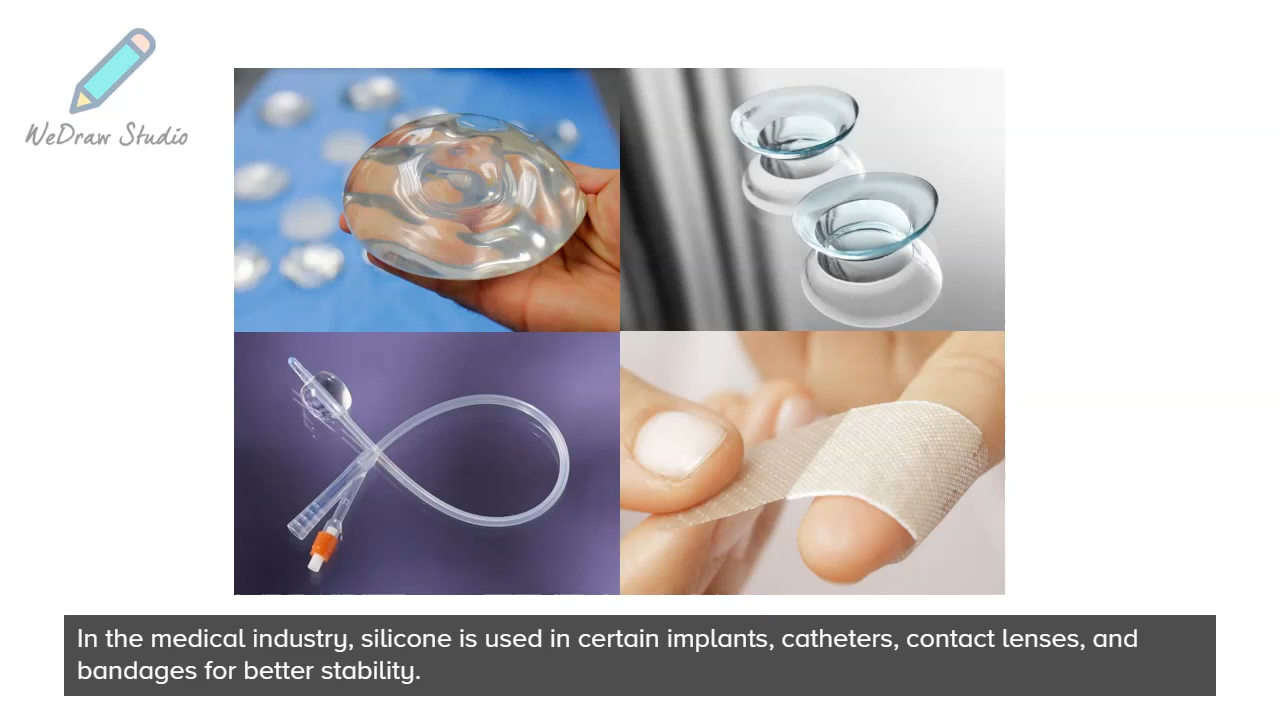 WeDraw Studio
In the medical industry, silicone is used in certain implants, catheters, contact lenses, and
bandages for better stability.